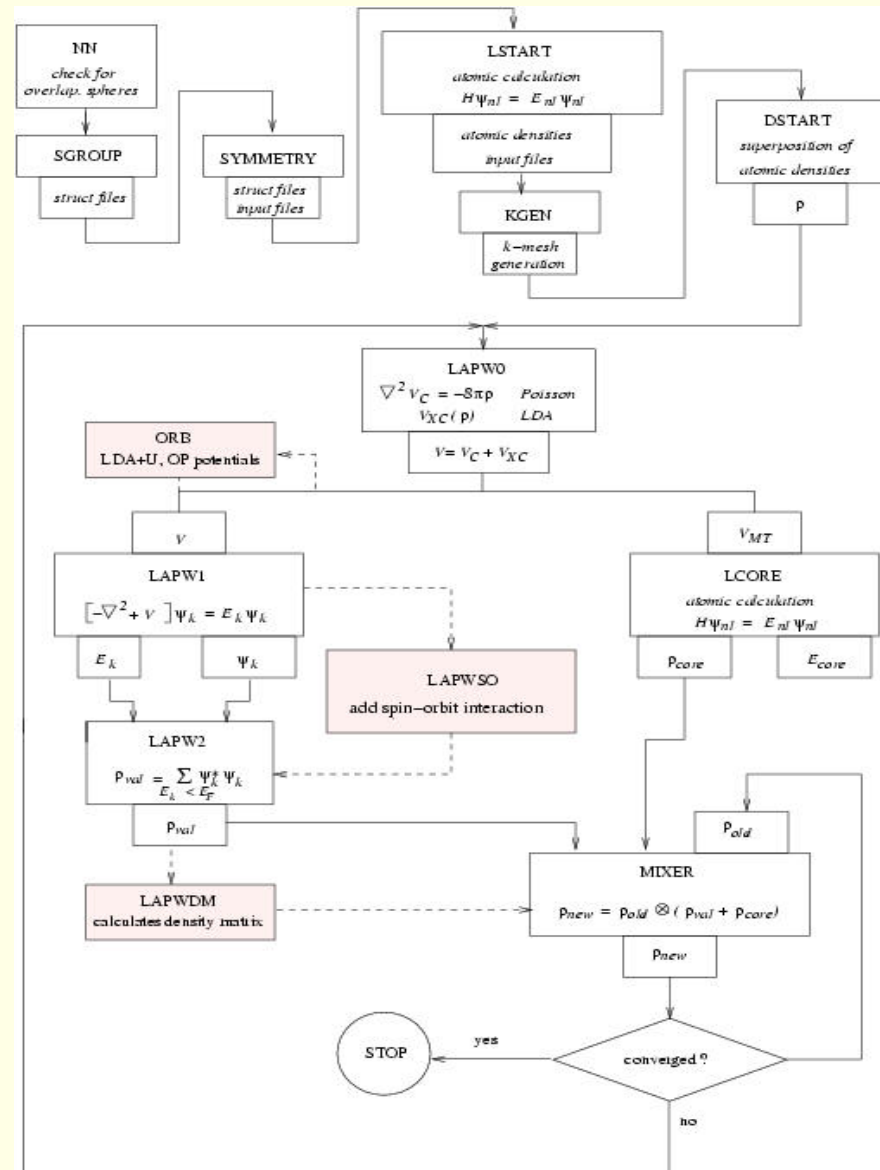 NN
check for
overlap. spheres
SGROUP
struct files
SYMMETRY
struct files
input files
LSTART
atomic calculation
Hψnl = Enl ψnl
atomic densities
input files
KGEN
k−mesh
generation
DSTART
superposition of
atomic densities
ρ
LAPW0
∇²VC = −8πρ Poisson
VXC(ρ) LDA
V = VC + VXC
ORB
LDA+U, OP potentials
V
LAPW1
[−∇² + V ]ψk = Ek ψk
Ek
ψk
VMT
LCORE
atomic calculation
Hψnl = Enl ψnl
ρcore
Ecore
LAPWSO
add spin−orbit interaction
LAPW2
ρval = Σ ψk* ψk
Ek < EF
ρval
LAPWDM
calculates density matrix
ρold
MIXER
ρnew = ρold ⊗ (ρval + ρcore)
ρnew
STOP
yes
converged?
no